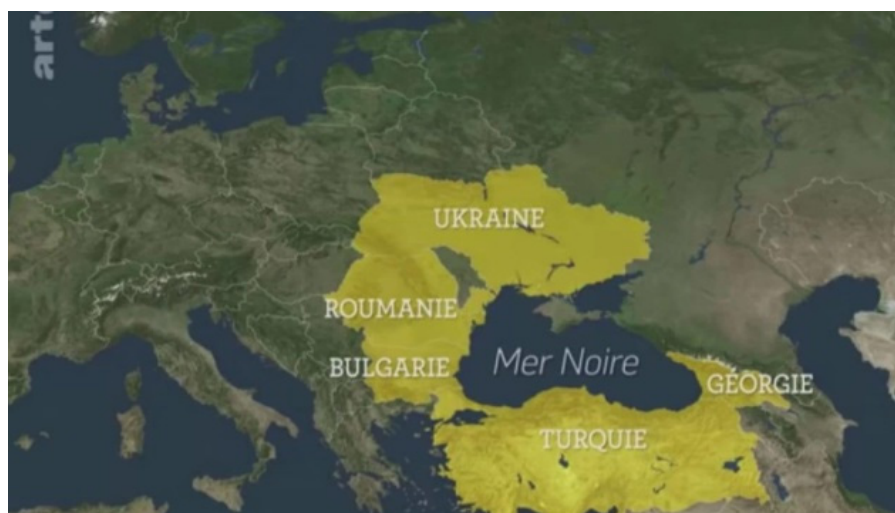 arte
UKRAINE
ROUMANIE
BULGARIE
Mer Noire
GÉORGIE
TURQUIE